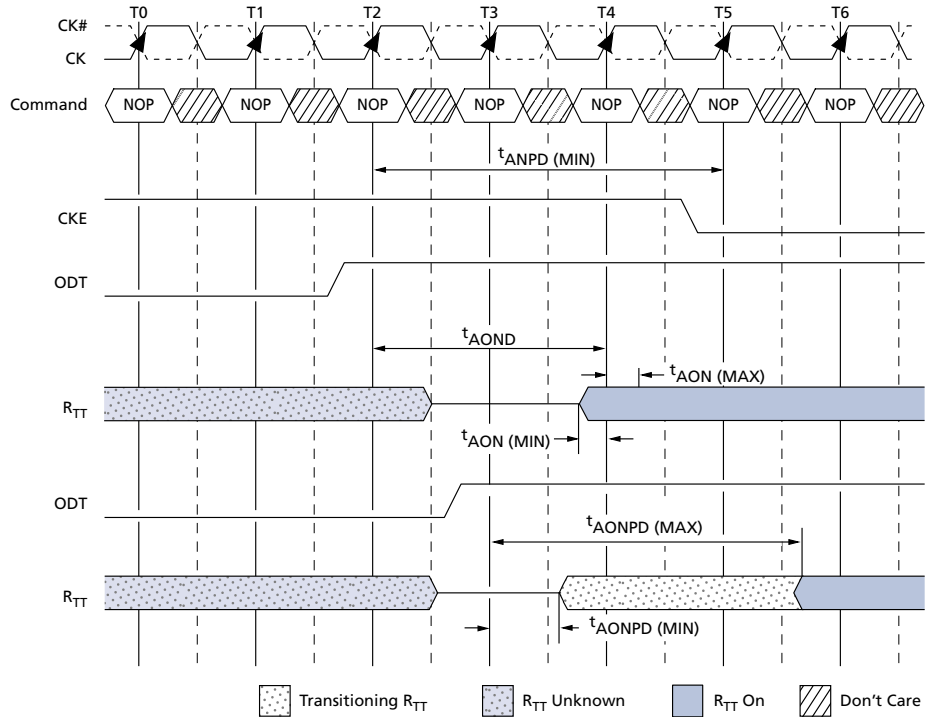 CK#
T0 T1 T2 T3 T4 T5 T6
CK
Command NOP NOP NOP NOP NOP NOP NOP
tANPD (MIN)
CKE
ODT
tAOND
tAON (MAX)
RTT
tAON (MIN)
ODT
tAONPD (MAX)
RTT
tAONPD (MIN)
Transitioning RTT RTT Unknown RTT On Don't Care